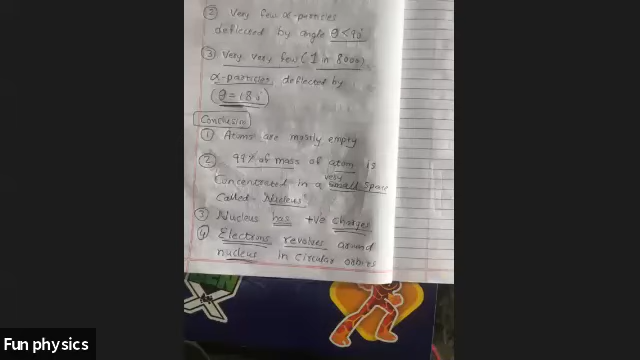 ② Very few α-particles
deflected by angle θ < 90°
③ Very very few (1 in 8000)
α-particles deflected by
(θ = 180°)
Conclusion
① Atoms are mainly empty
② 99% of mass of atom is
Concentrated in a very small space
called Nucleus'
③ Nucleus has +ve charges
④ Electrons revolves around
nucleus in circular orbits
Fun physics